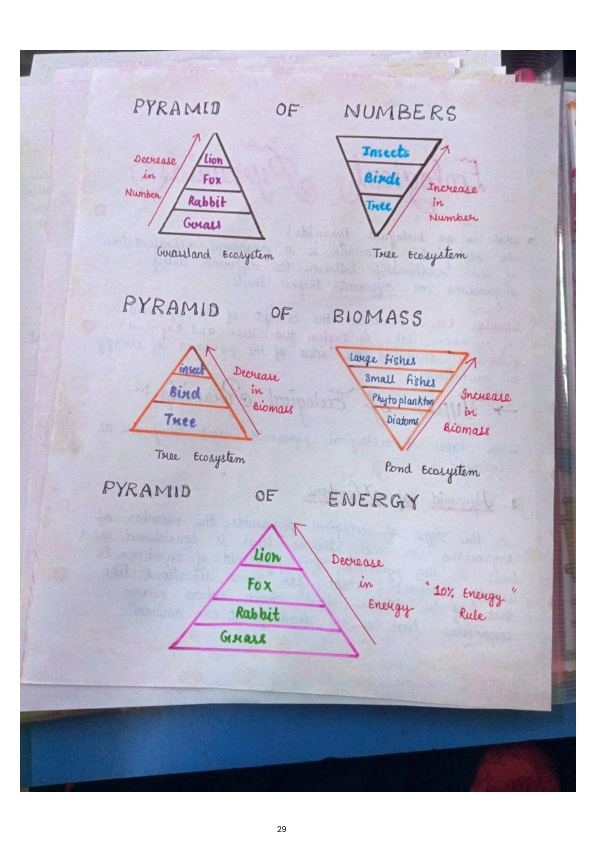 PYRAMID OF NUMBERS
Decrease
in
Number
Lion
Fox
Rabbit
Grass
Grassland Ecosystem
Insects
Birds
Tree
Increase
in
Number
Tree Ecosystem
PYRAMID OF BIOMASS
insect
Bird
Tree
Decrease
in
Biomass
Tree Ecosystem
Large fishes
Small fishes
Phytoplankton
Diatoms
Increase
in
Biomass
Pond Ecosystem
PYRAMID OF ENERGY
Lion
Fox
Rabbit
Grass
Decrease
in
Energy
"10% Energy"
Rule
29